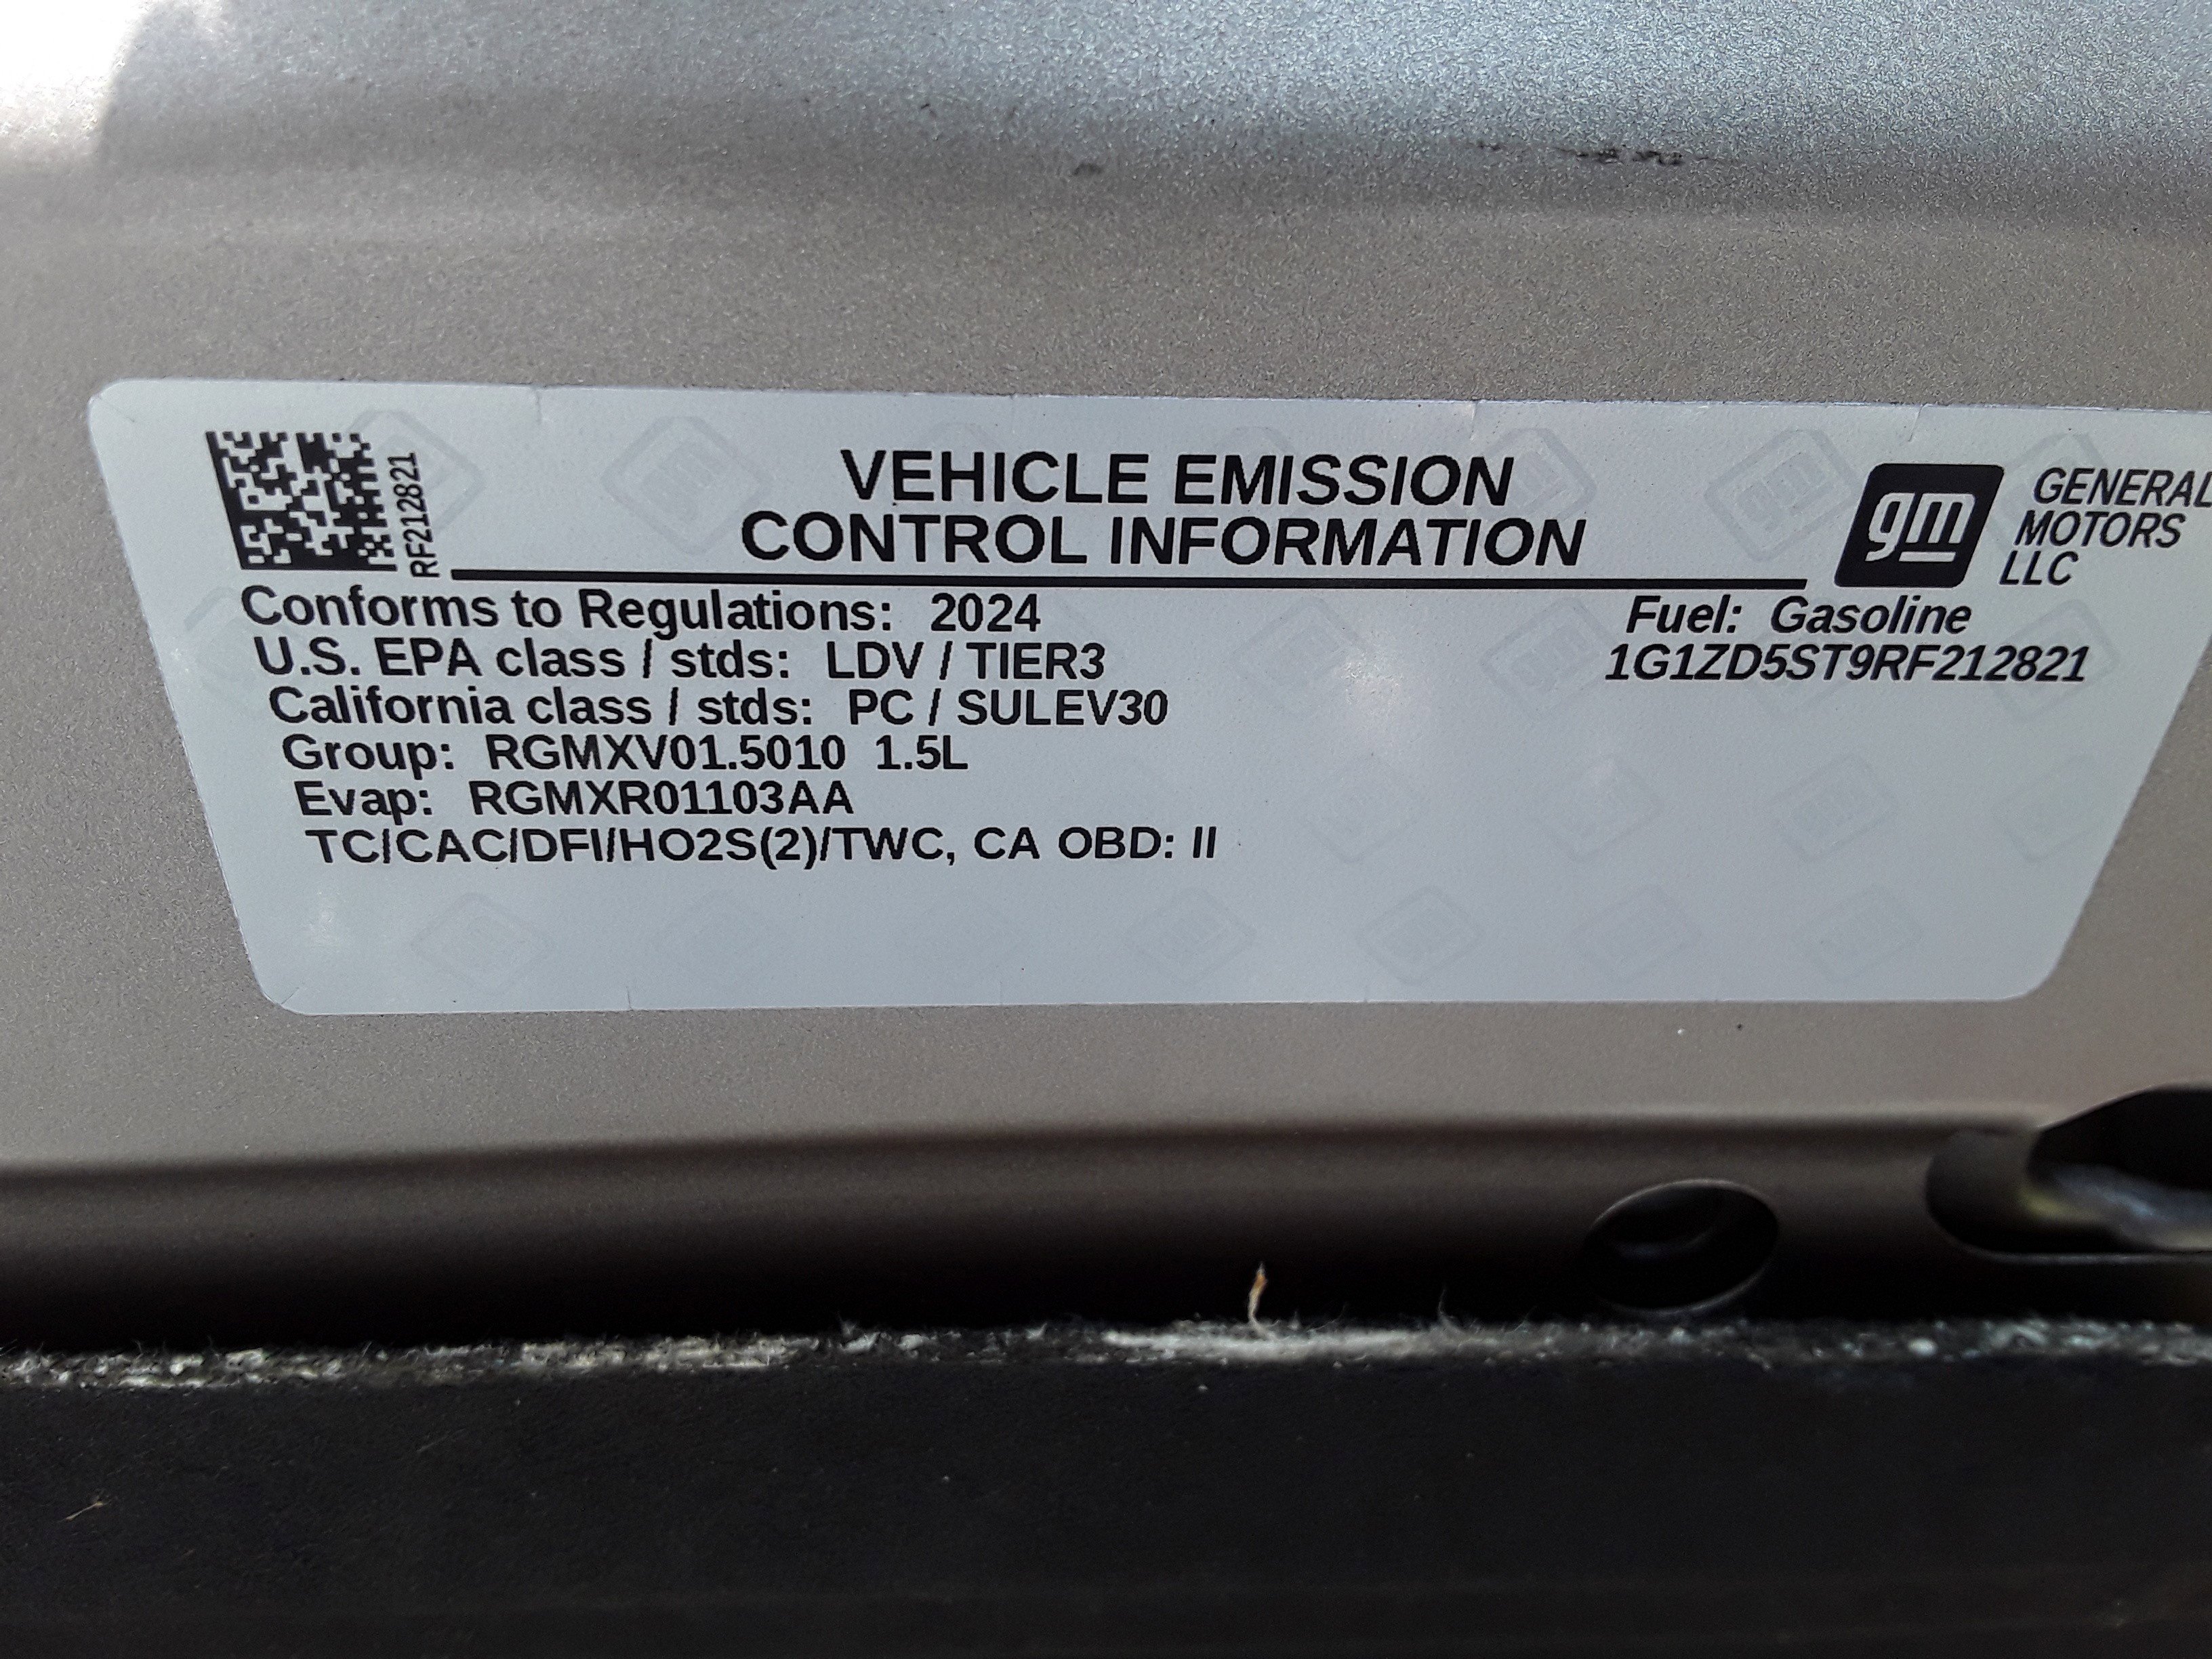 RF212821
VEHICLE EMISSION
CONTROL INFORMATION
gm
GENERAL
MOTORS
LLC
Conforms to Regulations: 2024
Fuel: Gasoline
U.S. EPA class / stds: LDV / TIER3
1G1ZD5ST9RF212821
California class / stds: PC / SULEV30
Group: RGMXV01.5010 1.5L
Evap: RGMXR01103AA
TC/CAC/DFI/HO2S(2)/TWC, CA OBD: II